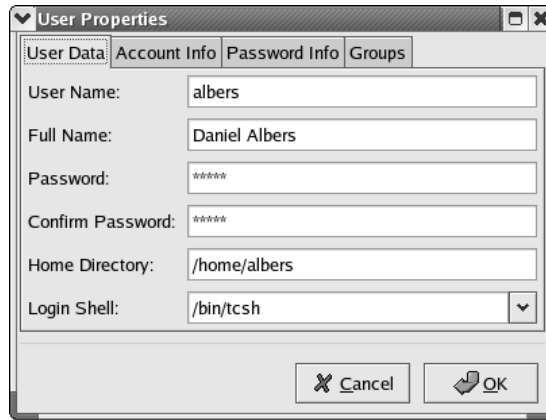 User Properties
User Data Account Info Password Info Groups
User Name: albers
Full Name: Daniel Albers
Password: *****
Confirm Password: *****
Home Directory: /home/albers
Login Shell: /bin/tcsh
Cancel OK